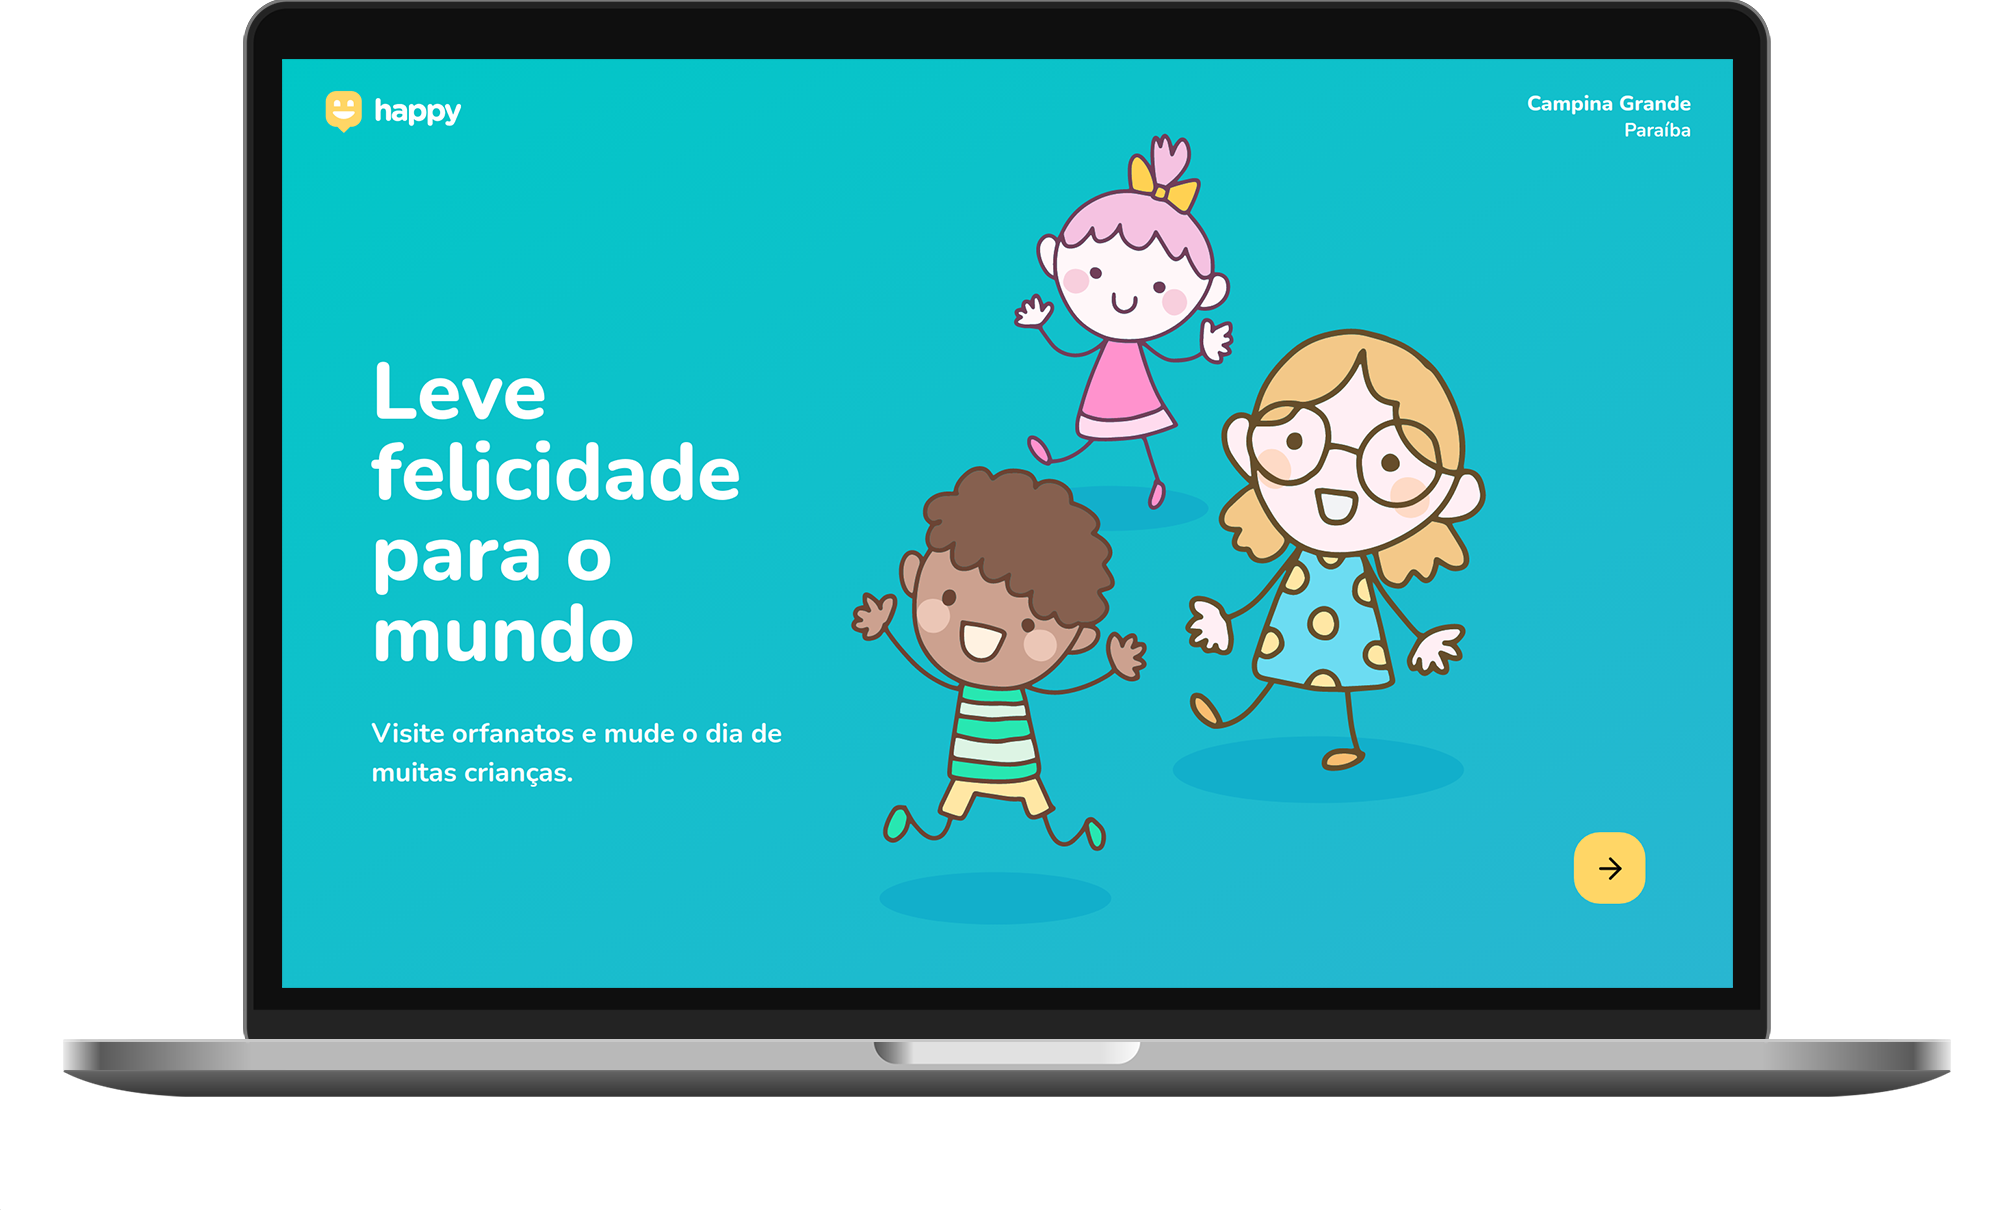 happy
Campina Grande
Paraíba
Leve
felicidade
para o
mundo
Visite orfanatos e mude o dia de
muitas crianças.